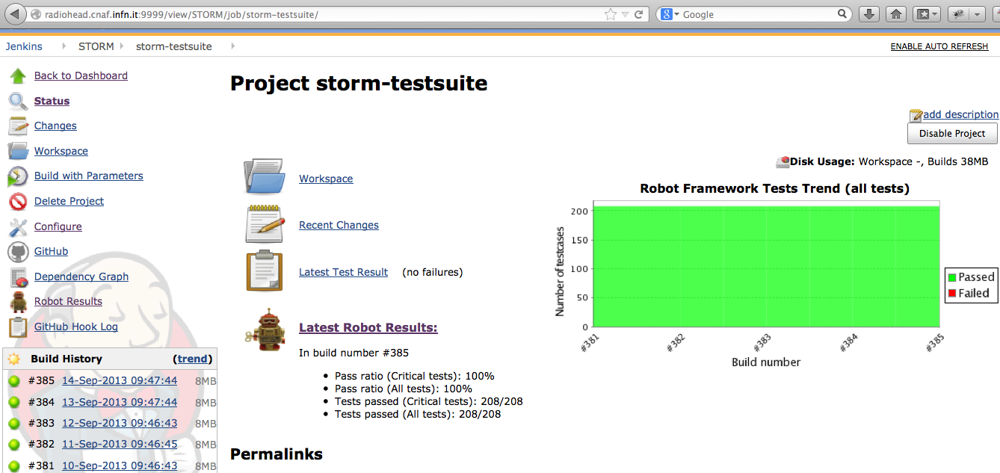 radiohead.cnaf.infn.it:9999/view/STORM/job/storm-testsuite/
8 Google
Jenkins STORM storm-testsuite
ENABLE AUTO REFRESH
Back to Dashboard
Status
Changes
Workspace
Build with Parameters
Delete Project
Configure
GitHub
Dependency Graph
Robot Results
GitHub Hook Log
Build History (trend)
#385 14-Sep-2013 09:47:44 8MB
#384 13-Sep-2013 09:47:44 8MB
#383 12-Sep-2013 09:46:43 8MB
#382 11-Sep-2013 09:46:45 8MB
#381 10-Sep-2013 09:46:43 8MB
Project storm-testsuite
add description
Disable Project
Disk Usage: Workspace -, Builds 38MB
Workspace
Recent Changes
Latest Test Result (no failures)
Latest Robot Results:
In build number #385
• Pass ratio (Critical tests): 100%
• Pass ratio (All tests): 100%
• Tests passed (Critical tests): 208/208
• Tests passed (All tests): 208/208
Robot Framework Tests Trend (all tests)
Number of testcases
200
150
100
50
0
#381 #382 #383 #384 #385
Build number
Passed
Failed
Permalinks